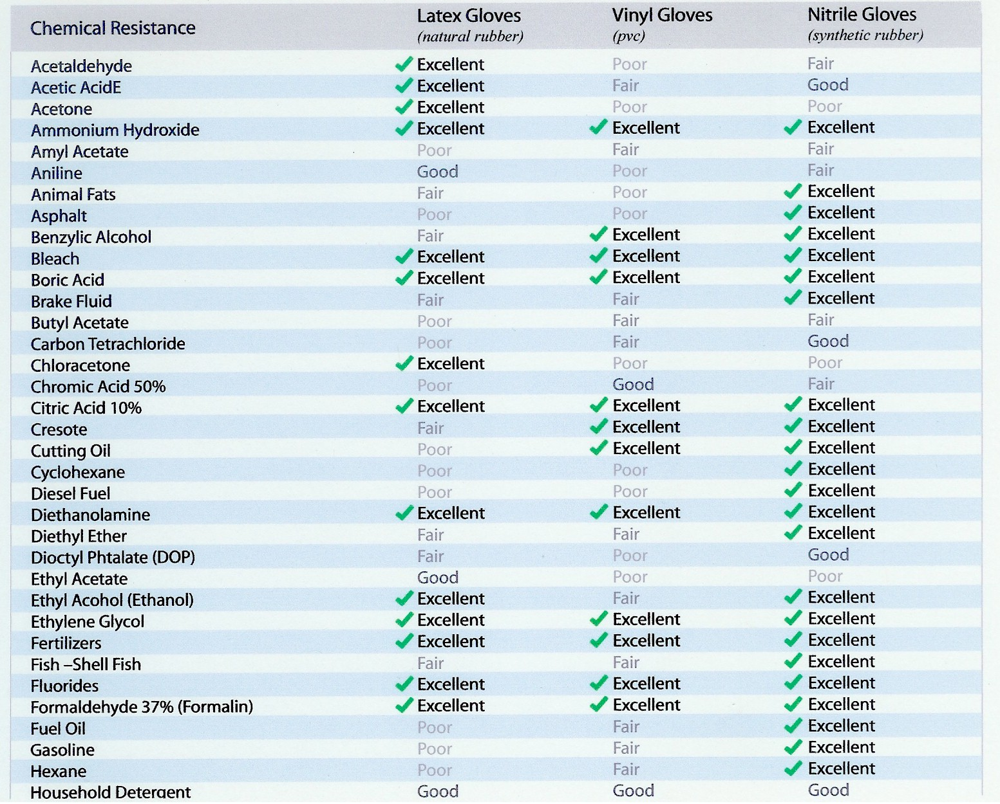 Chemical Resistance Latex Gloves Vinyl Gloves Nitrile Gloves
(natural rubber) (pvc) (synthetic rubber)
Acetaldehyde Excellent Poor Fair
Acetic AcidE Excellent Fair Good
Acetone Excellent Poor Poor
Ammonium Hydroxide Excellent Excellent Excellent
Amyl Acetate Poor Fair Fair
Aniline Good Poor Fair
Animal Fats Fair Poor Excellent
Asphalt Poor Poor Excellent
Benzylic Alcohol Fair Excellent Excellent
Bleach Excellent Excellent Excellent
Boric Acid Excellent Excellent Excellent
Brake Fluid Fair Fair Excellent
Butyl Acetate Poor Fair Fair
Carbon Tetrachloride Poor Fair Good
Chloracetone Excellent Poor Poor
Chromic Acid 50% Poor Good Fair
Citric Acid 10% Excellent Excellent Excellent
Cresote Fair Excellent Excellent
Cutting Oil Poor Excellent Excellent
Cyclohexane Poor Poor Excellent
Diesel Fuel Poor Poor Excellent
Diethanolamine Excellent Excellent Excellent
Diethyl Ether Fair Fair Excellent
Dioctyl Phtalate (DOP) Fair Poor Good
Ethyl Acetate Good Poor Poor
Ethyl Acohol (Ethanol) Excellent Fair Excellent
Ethylene Glycol Excellent Excellent Excellent
Fertilizers Excellent Excellent Excellent
Fish –Shell Fish Fair Fair Excellent
Fluorides Excellent Excellent Excellent
Formaldehyde 37% (Formalin) Excellent Excellent Excellent
Fuel Oil Poor Fair Excellent
Gasoline Poor Fair Excellent
Hexane Poor Fair Excellent
Household Detergent Good Good Good